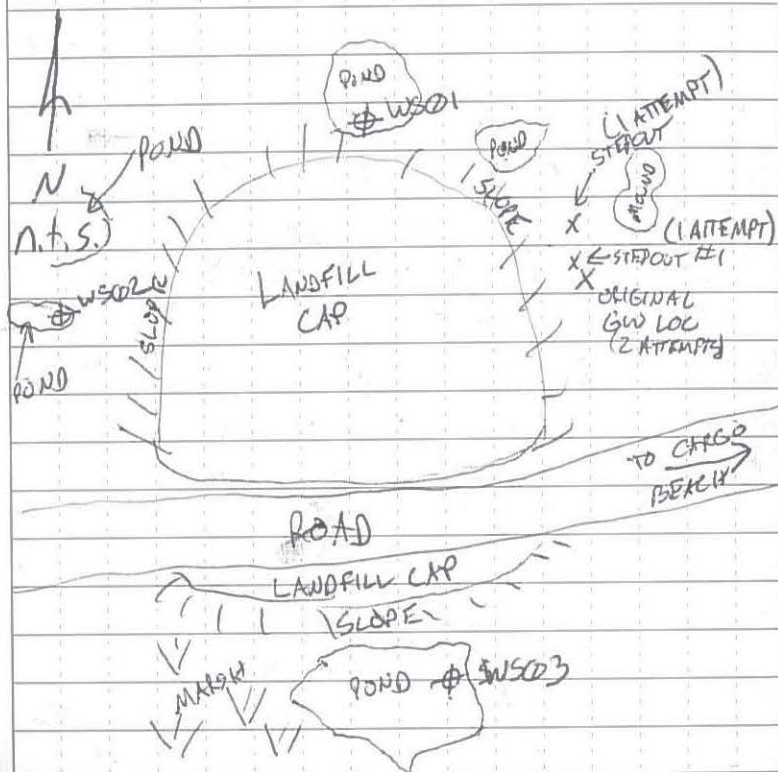 POND
WS01
(1 ATTEMPT)
STEPOUT
POND
POND
N
n.t.s.
SLOPE
MOUND
(1 ATTEMPT)
STEPOUT #1
WS02
LANDFILL
CAP
ORIGINAL
GW LOC
(2 ATTEMPTS)
SLOPE
POND
TO CARGO
BEACH
ROAD
LANDFILL CAP
SLOPE
MARSH
POND
WS03